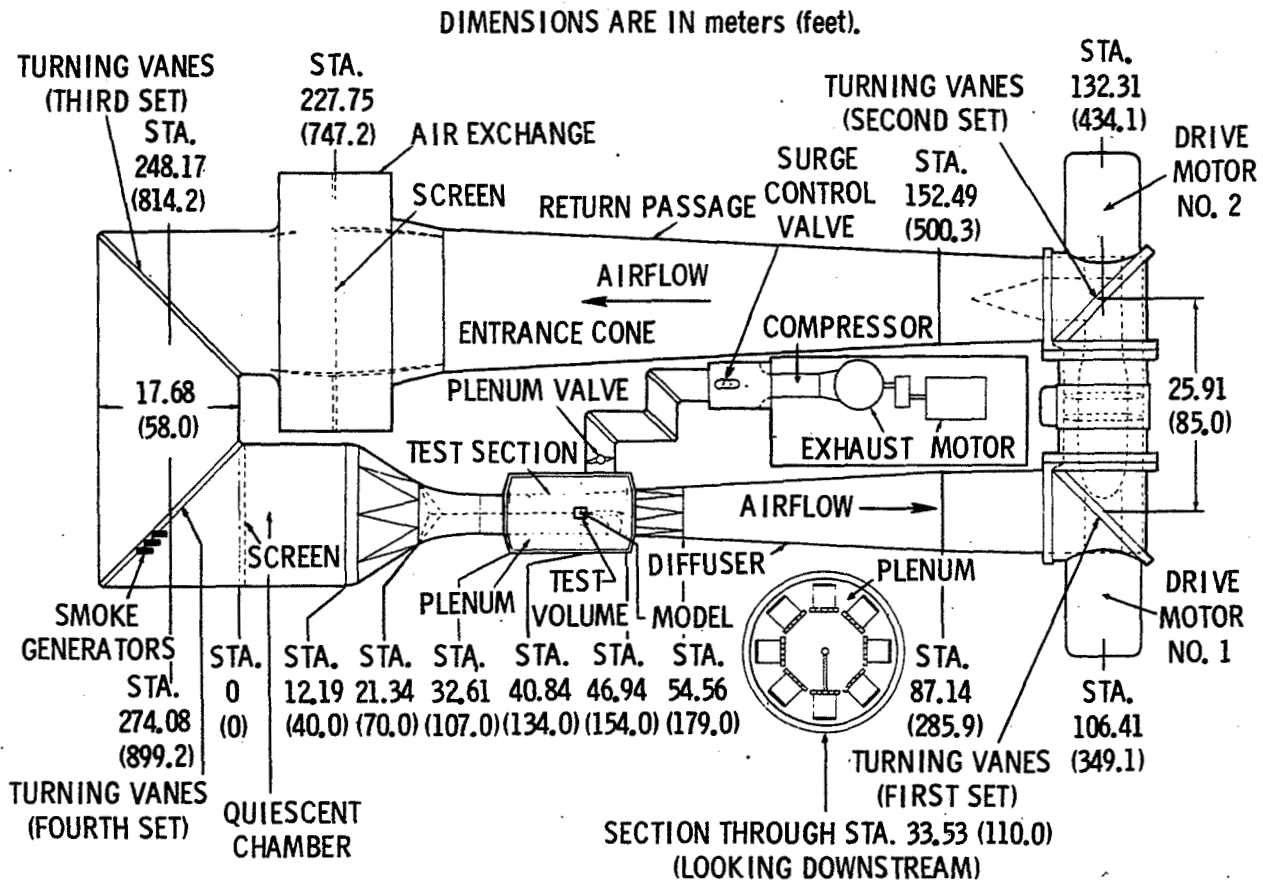 DIMENSIONS ARE IN meters (feet).
TURNING VANES
(THIRD SET)
STA.
248.17
(814.2)
STA.
227.75
(747.2)
AIR EXCHANGE
SCREEN
RETURN PASSAGE
AIRFLOW
ENTRANCE CONE
SURGE
CONTROL
VALVE
TURNING VANES
(SECOND SET)
STA.
152.49
(500.3)
STA.
132.31
(434.1)
DRIVE
MOTOR
NO. 2
17.68
(58.0)
PLENUM VALVE
COMPRESSOR
EXHAUST MOTOR
25.91
(85.0)
TEST SECTION
AIRFLOW
SCREEN
PLENUM
TEST
VOLUME
MODEL
DIFFUSER
PLENUM
DRIVE
MOTOR
NO. 1
SMOKE
GENERATORS
STA.
274.08
(899.2)
STA.
0
(0)
STA.
12.19
(40.0)
STA.
21.34
(70.0)
STA.
32.61
(107.0)
STA.
40.84
(134.0)
STA.
46.94
(154.0)
STA.
54.56
(179.0)
STA.
87.14
(285.9)
STA.
106.41
(349.1)
TURNING VANES
(FOURTH SET)
QUIESCENT
CHAMBER
TURNING VANES
(FIRST SET)
SECTION THROUGH STA. 33.53 (110.0)
(LOOKING DOWNSTREAM)